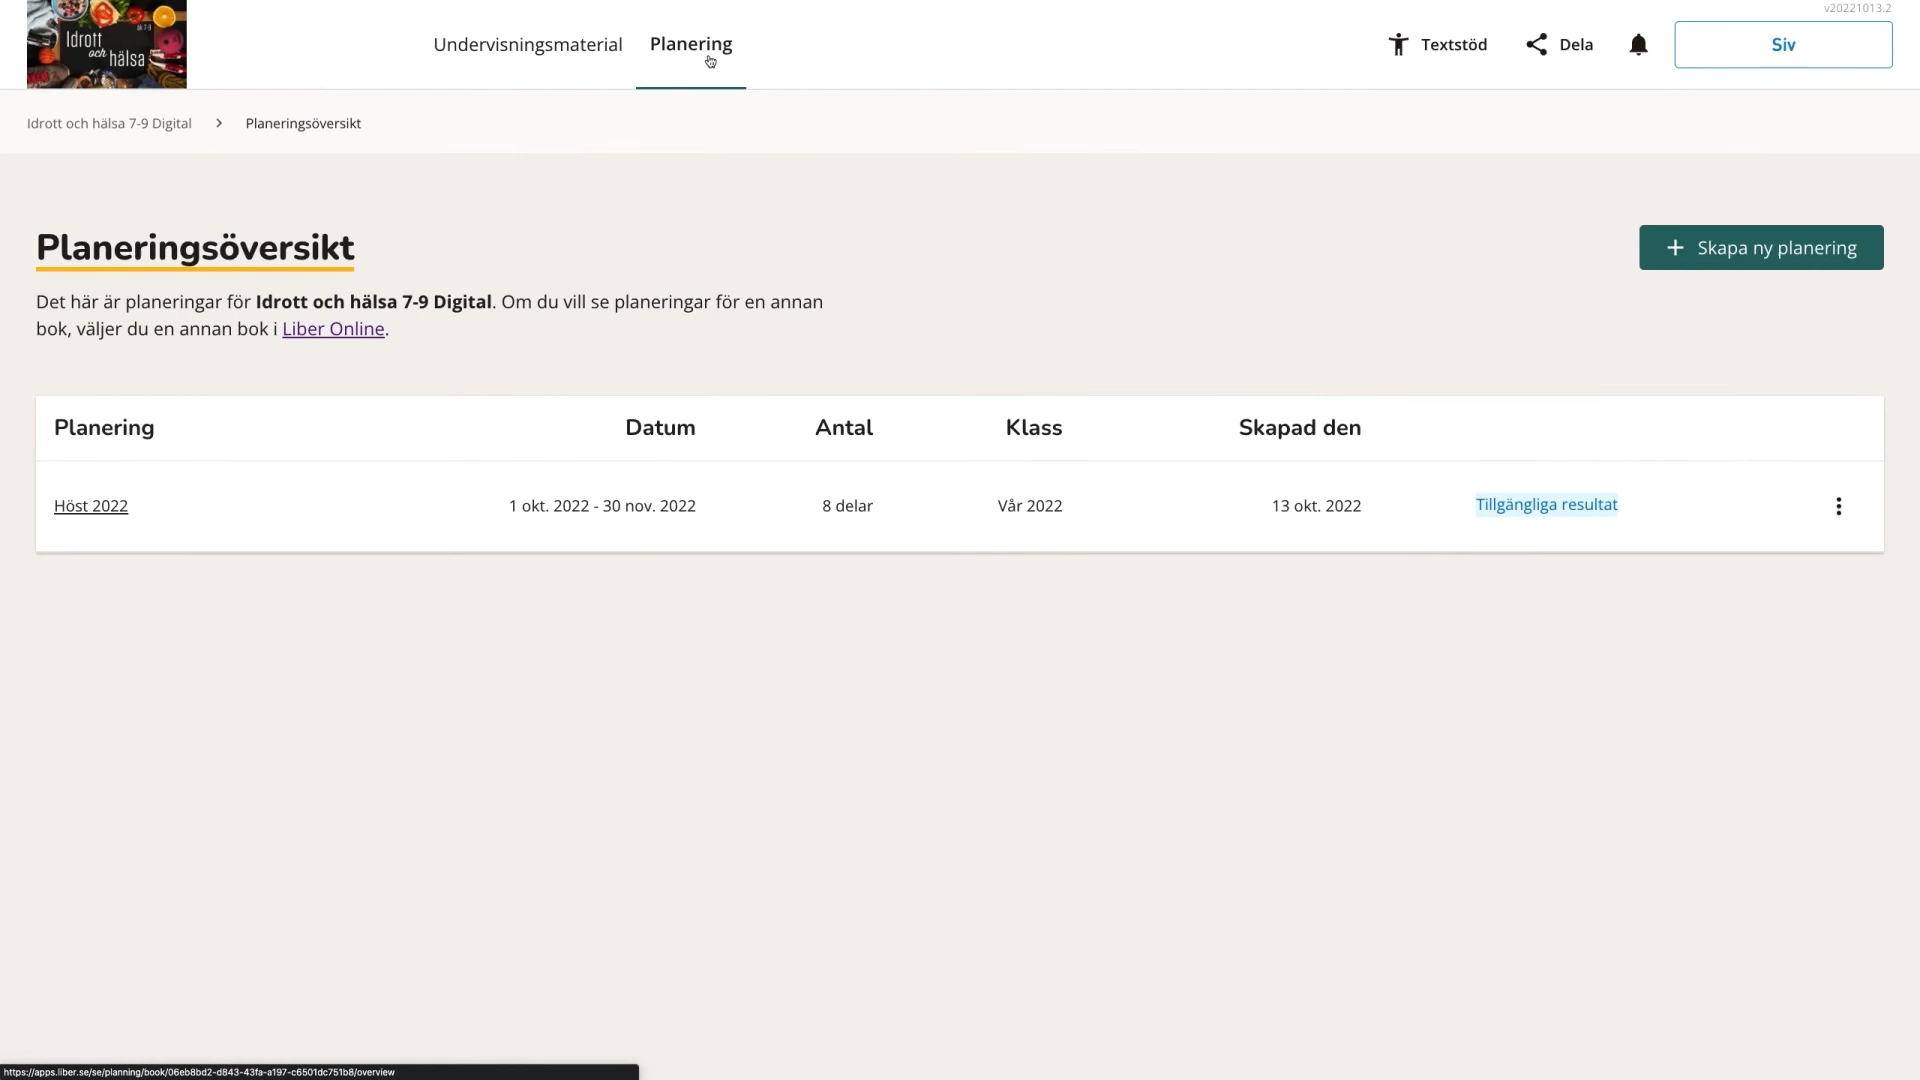 v20221013.2
Idrott
och
hälsa
Undervisningsmaterial
Planering
Textstöd
Dela
Siv
Idrott och hälsa 7-9 Digital
Planeringsöversikt
Planeringsöversikt
+ Skapa ny planering
Det här är planeringar för Idrott och hälsa 7-9 Digital. Om du vill se planeringar för en annan
bok, väljer du en annan bok i Liber Online.
Planering Datum Antal Klass Skapad den
Höst 2022 1 okt. 2022 - 30 nov. 2022 8 delar Vår 2022 13 okt. 2022 Tillgängliga resultat
https://apps.liber.se/se/planning/book/06eb8bd2-d843-43fa-a197-c6501dc751b8/overview